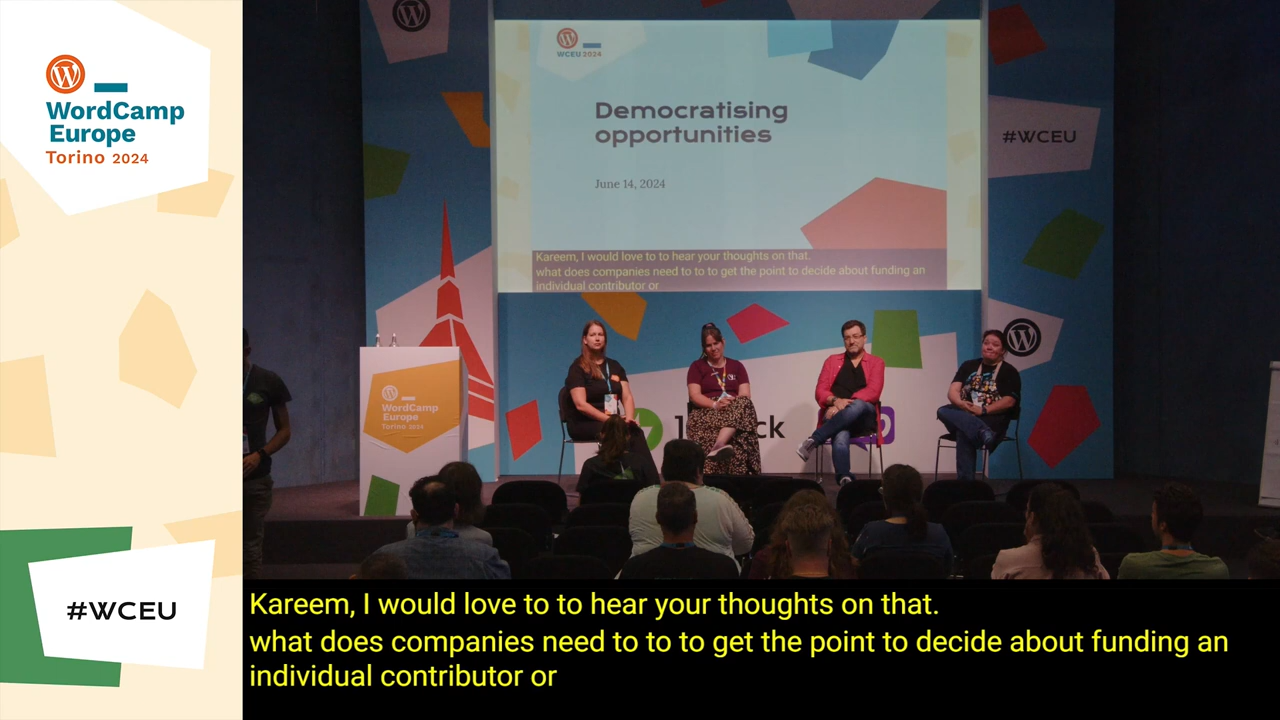 WordCamp
Europe
Torino 2024
#WCEU
WCEU 2024
Democratising
opportunities
June 14, 2024
Kareem, I would love to to hear your thoughts on that.
what does companies need to to to get the point to decide about funding an
individual contributor or
#WCEU
WordCamp
Europe
Torino 2024
ck
Kareem, I would love to to hear your thoughts on that.
what does companies need to to to get the point to decide about funding an
individual contributor or